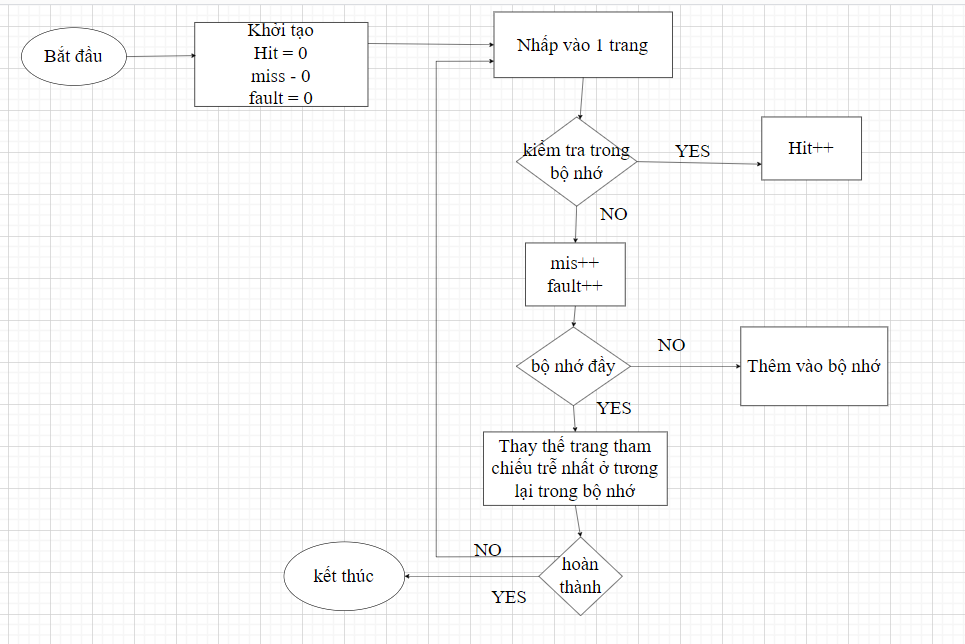 Bắt đầu
Khởi tạo
Hit = 0
miss - 0
fault = 0
Nhấp vào 1 trang
kiểm tra trong
bộ nhớ
YES
Hit++
NO
mis++
fault++
bộ nhớ đầy
NO
Thêm vào bộ nhớ
YES
Thay thế trang tham
chiếu trễ nhất ở tương
lại trong bộ nhớ
NO
hoàn
thành
kết thúc
YES